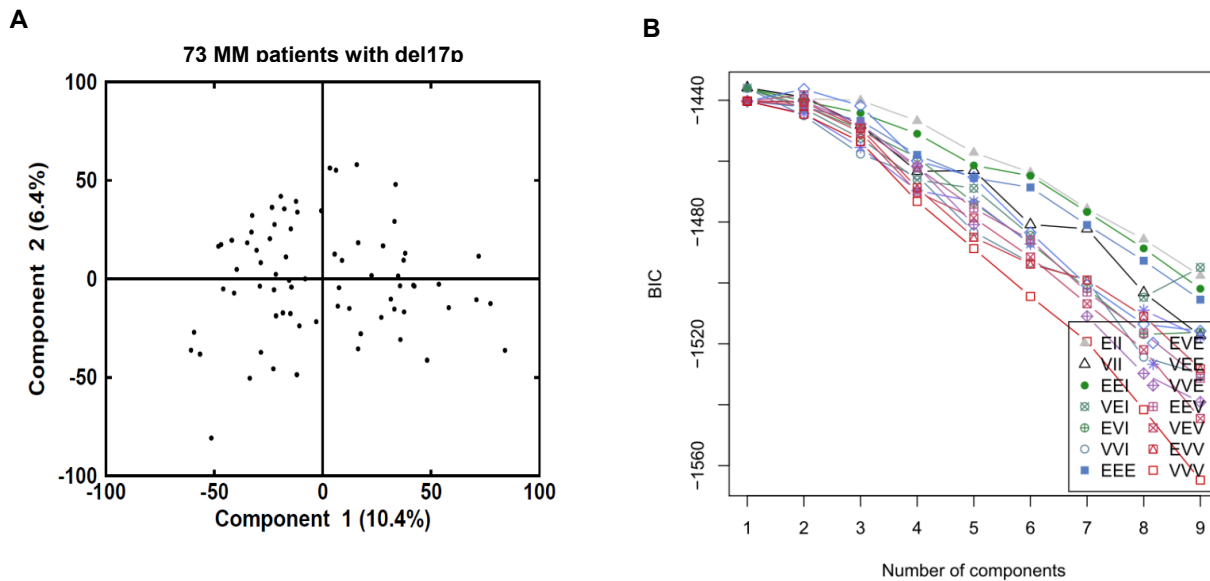 A
B
73 MM patients with del17p
100
50
0
-50
-100
-100
-50
0
50
100
Component 2 (6.4%)
Component 1 (10.4%)
BIC
-1440
-1480
-1520
-1560
1 2 3 4 5 6 7 8 9
Number of components
EII EVE
VII VEE
EEI VVE
VEI EEV
EVI VEV
VVI EVV
EEE VVV